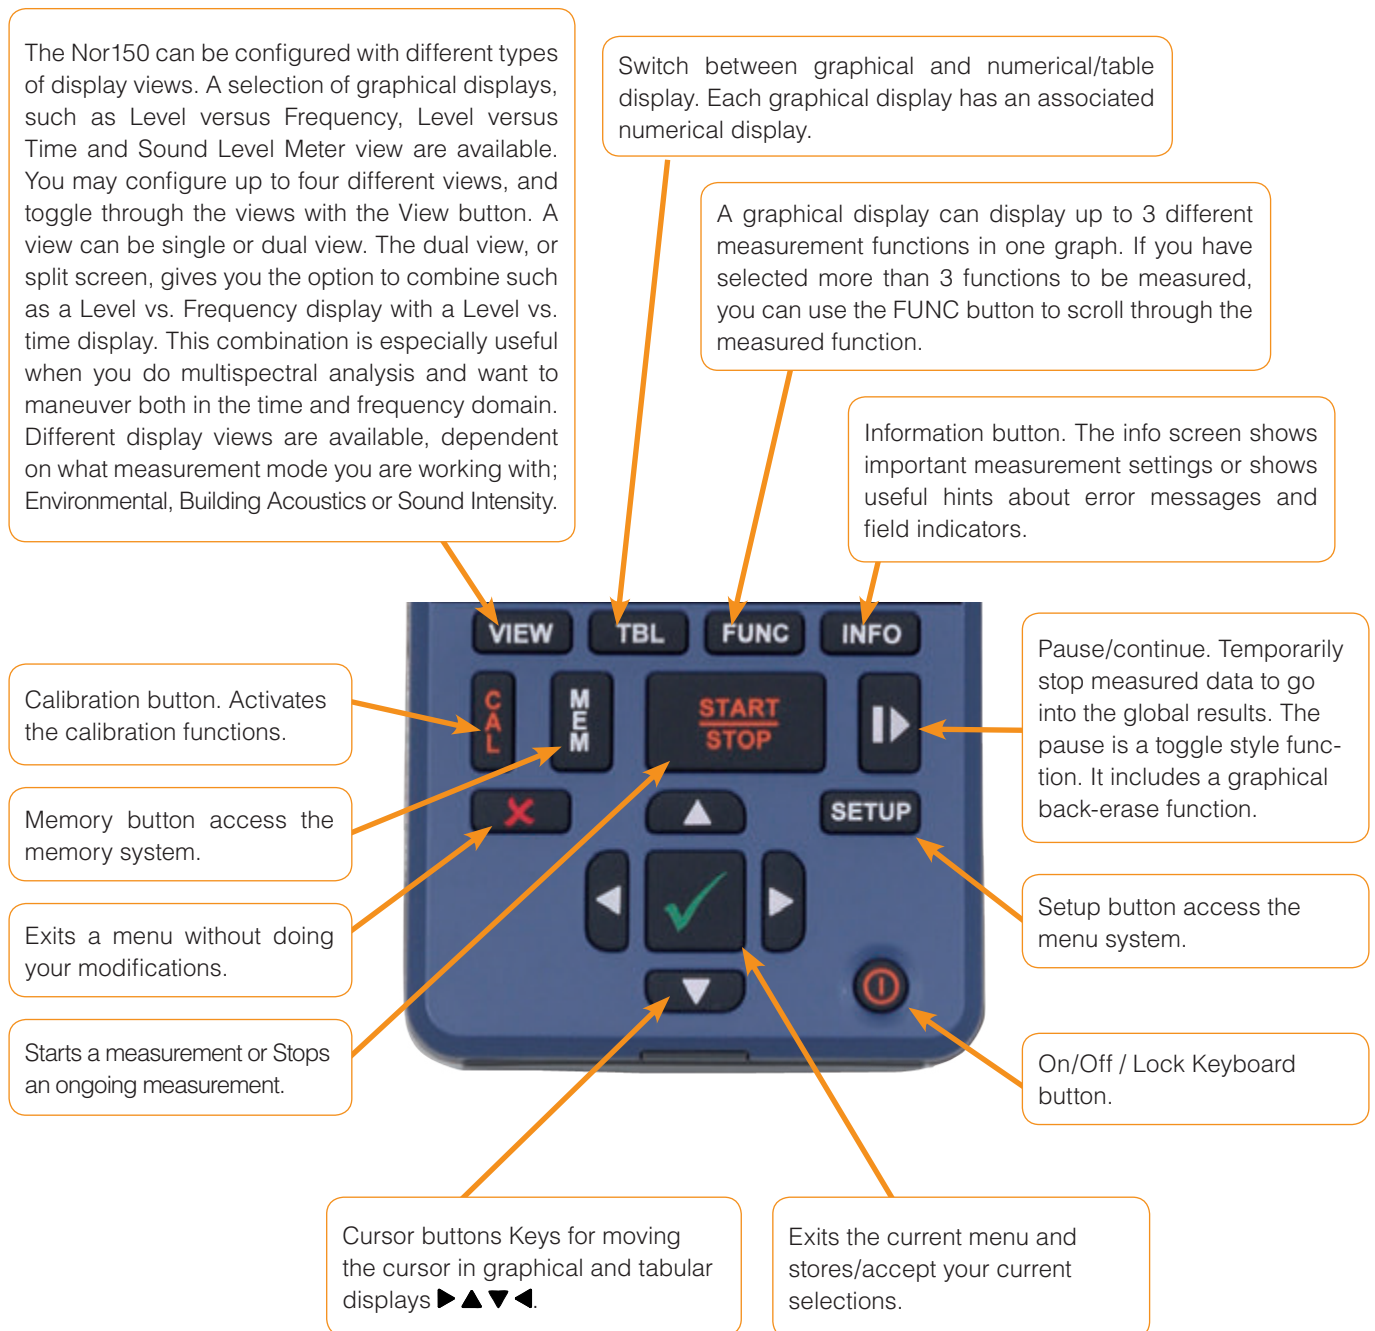 The Nor150 can be configured with different types
of display views. A selection of graphical displays,
such as Level versus Frequency, Level versus
Time and Sound Level Meter view are available.
You may configure up to four different views, and
toggle through the views with the View button. A
view can be single or dual view. The dual view, or
split screen, gives you the option to combine such
as a Level vs. Frequency display with a Level vs.
time display. This combination is especially useful
when you do multispectral analysis and want to
maneuver both in the time and frequency domain.
Different display views are available, dependent
on what measurement mode you are working with;
Environmental, Building Acoustics or Sound Intensity.
Switch between graphical and numerical/table
display. Each graphical display has an associated
numerical display.
A graphical display can display up to 3 different
measurement functions in one graph. If you have
selected more than 3 functions to be measured,
you can use the FUNC button to scroll through the
measured function.
Information button. The info screen shows
important measurement settings or shows
useful hints about error messages and
field indicators.
VIEW
TBL
FUNC
INFO
CAL
MEM
START
STOP
SETUP
Calibration button. Activates
the calibration functions.
Memory button access the
memory system.
Exits a menu without doing
your modifications.
Starts a measurement or Stops
an ongoing measurement.
Pause/continue. Temporarily
stop measured data to go
into the global results. The
pause is a toggle style func-
tion. It includes a graphical
back-erase function.
Setup button access the
menu system.
On/Off / Lock Keyboard
button.
Cursor buttons Keys for moving
the cursor in graphical and tabular
displays ▶▲▼◀.
Exits the current menu and
stores/accept your current
selections.